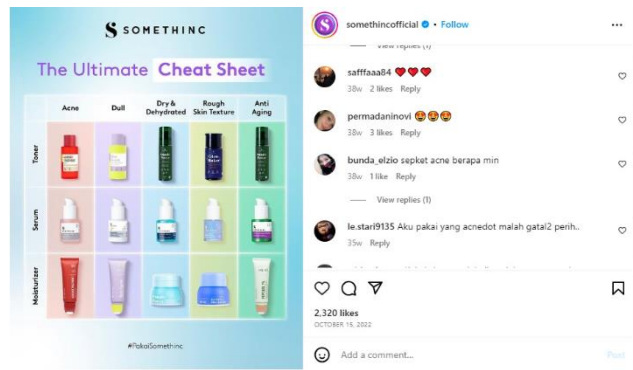 SOMETHINC
The Ultimate Cheat Sheet
Acne
Dull
Dry &
Dehydrated
Rough
Skin Texture
Anti
Aging
Toner
Serum
Moisturizer
#PakaiSomethinc
somethincofficial • Follow
View replies (1)
safffaaa84 ❤️❤️❤️
38w 2 likes Reply
permadaninovi 🤩🤩🤩
38w 3 likes Reply
bunda_elzio sepket acne berapa min
38w 1 like Reply
View replies (1)
le.stari9135 Aku pakai yang acnedot malah gatal2 perih..
35w Reply
2,320 likes
OCTOBER 15, 2022
Add a comment...
Post